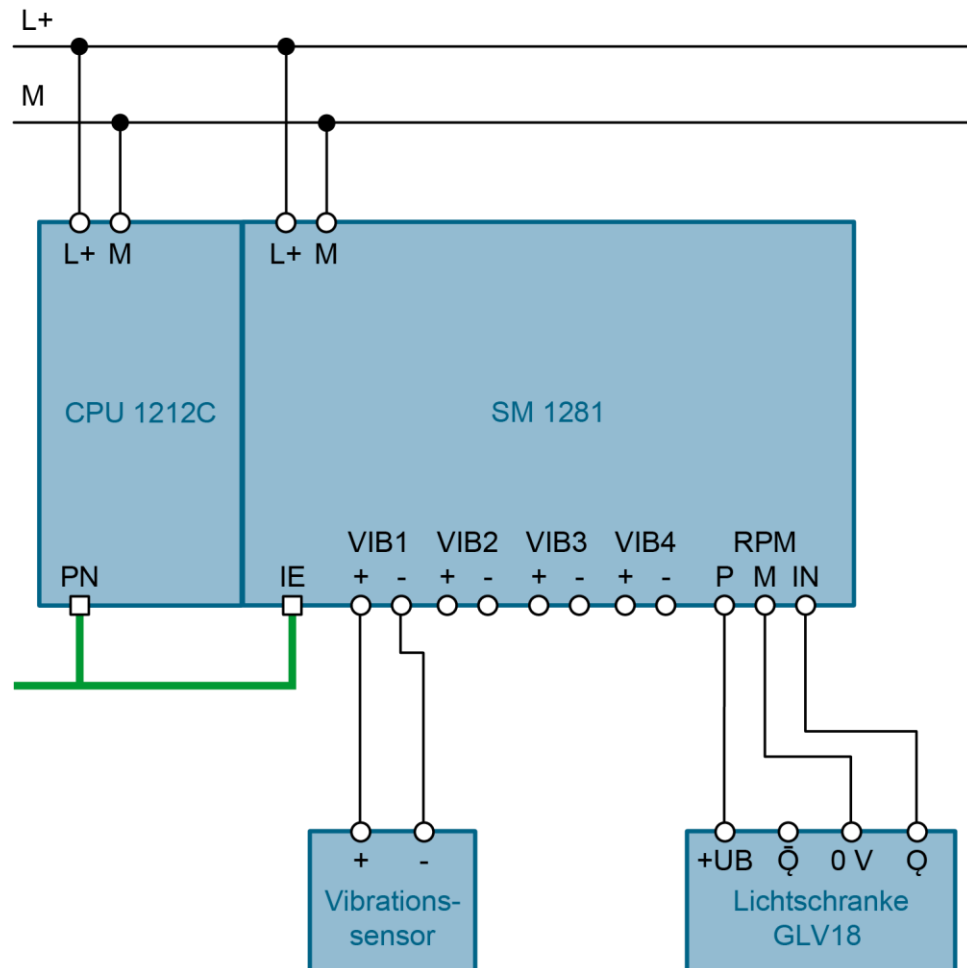 L+
M
L+ M
L+ M
CPU 1212C
SM 1281
VIB1 VIB2 VIB3 VIB4 RPM
PN IE + - + - + - + - P M IN
+ -
+UB Q̄ 0 V Q
Vibrations-
sensor
Lichtschranke
GLV18